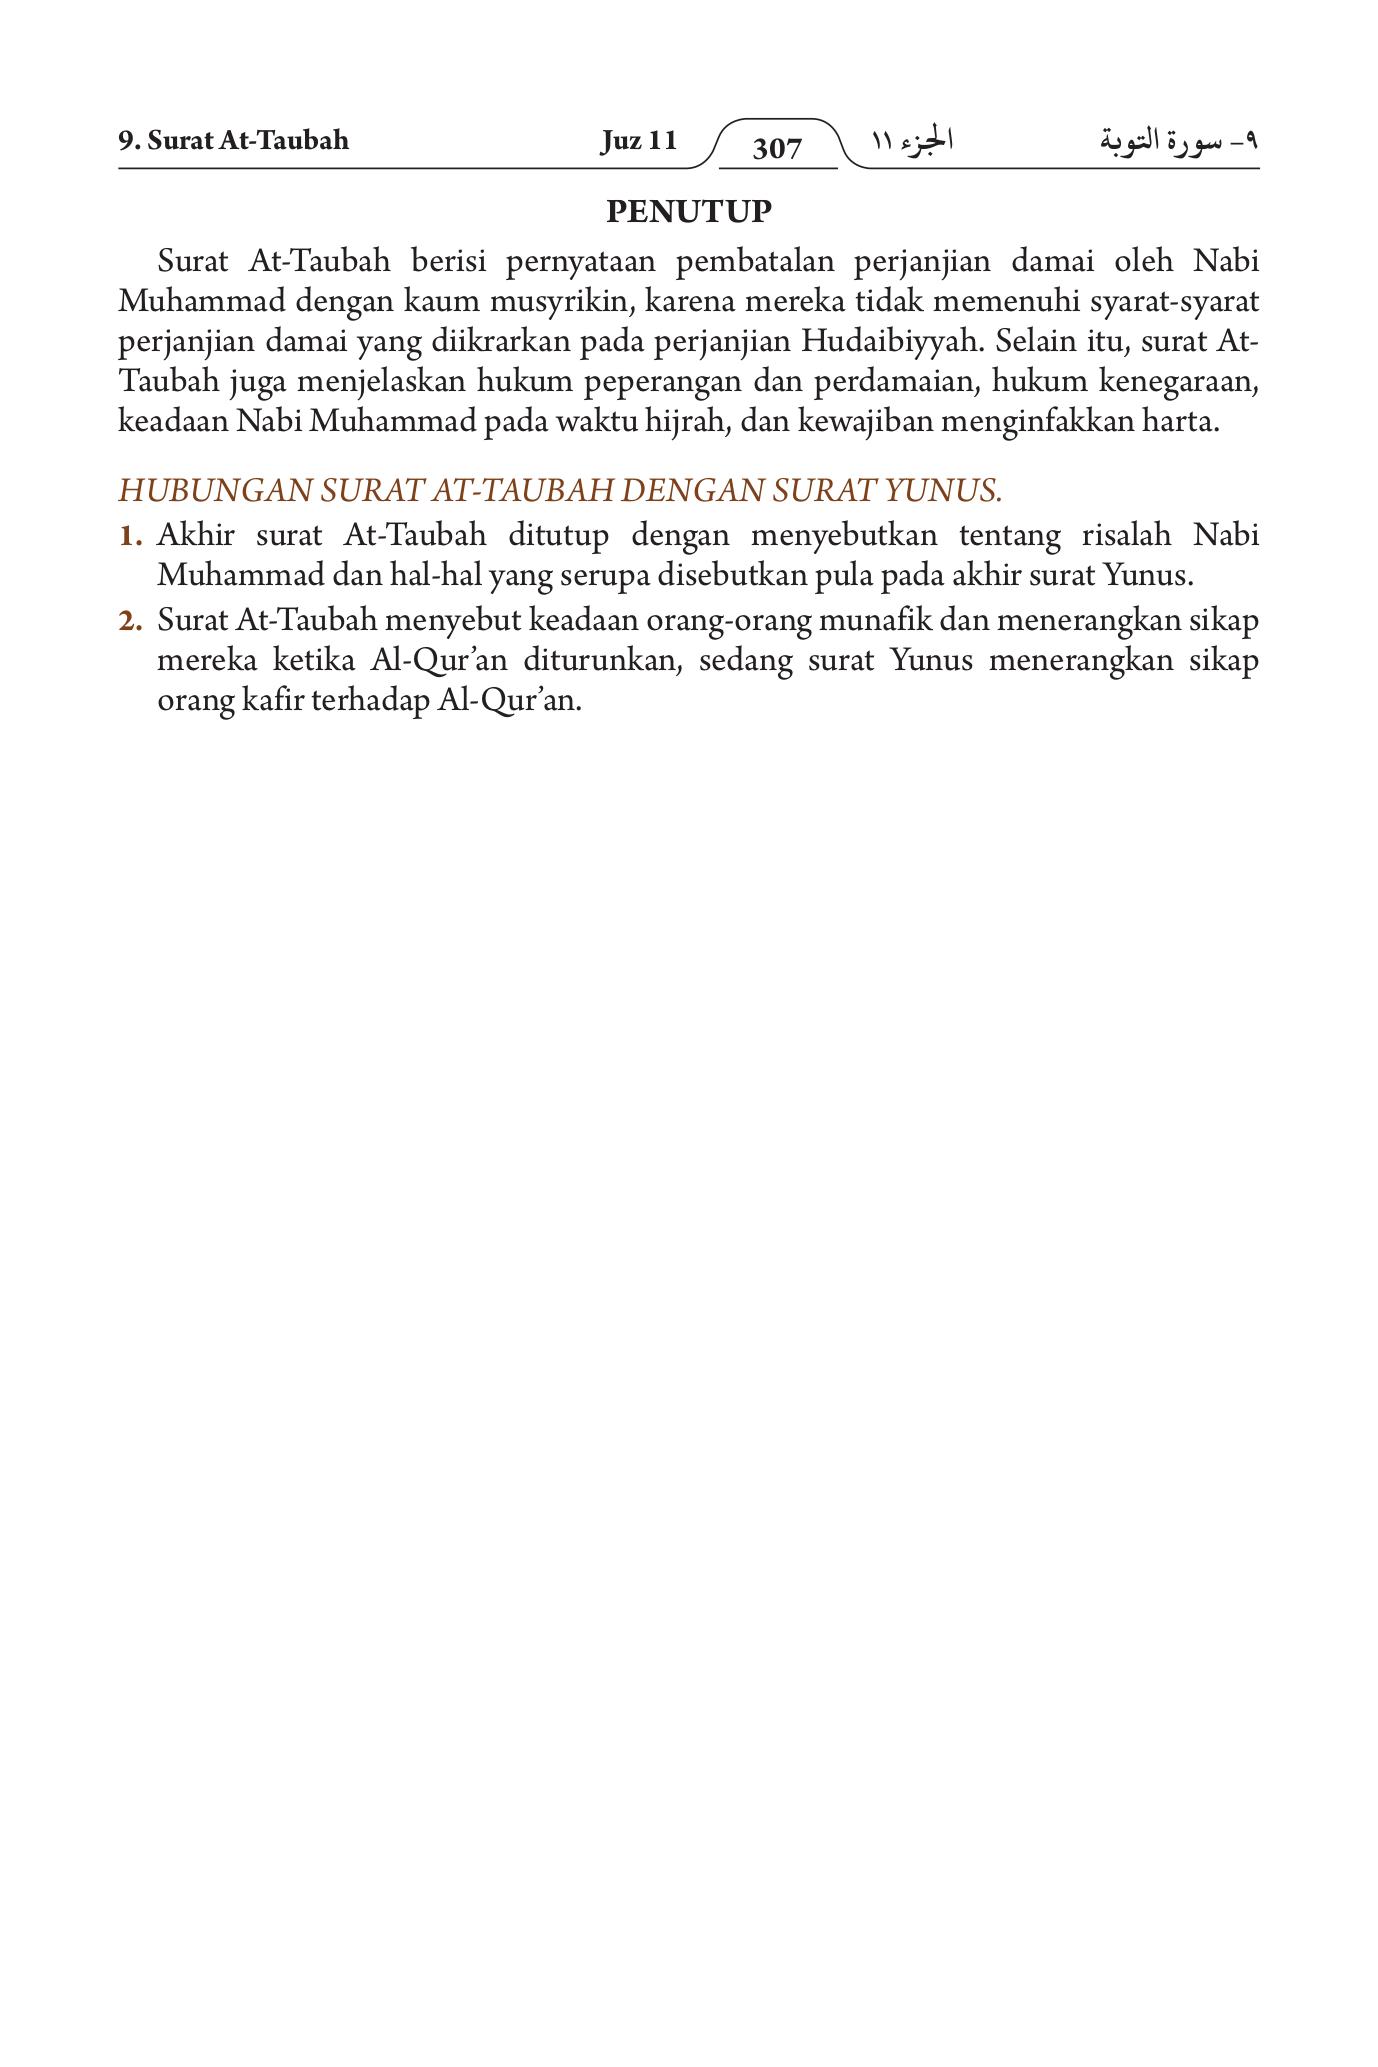 9. Surat At-Taubah Juz 11 307 الجزء ١١ ٩- سورة التوبة
PENUTUP
Surat At-Taubah berisi pernyataan pembatalan perjanjian damai oleh Nabi
Muhammad dengan kaum musyrikin, karena mereka tidak memenuhi syarat-syarat
perjanjian damai yang diikrarkan pada perjanjian Hudaibiyyah. Selain itu, surat At-
Taubah juga menjelaskan hukum peperangan dan perdamaian, hukum kenegaraan,
keadaan Nabi Muhammad pada waktu hijrah, dan kewajiban menginfakkan harta.
HUBUNGAN SURAT AT-TAUBAH DENGAN SURAT YUNUS.
1. Akhir surat At-Taubah ditutup dengan menyebutkan tentang risalah Nabi
Muhammad dan hal-hal yang serupa disebutkan pula pada akhir surat Yunus.
2. Surat At-Taubah menyebut keadaan orang-orang munafik dan menerangkan sikap
mereka ketika Al-Qur’an diturunkan, sedang surat Yunus menerangkan sikap
orang kafir terhadap Al-Qur’an.